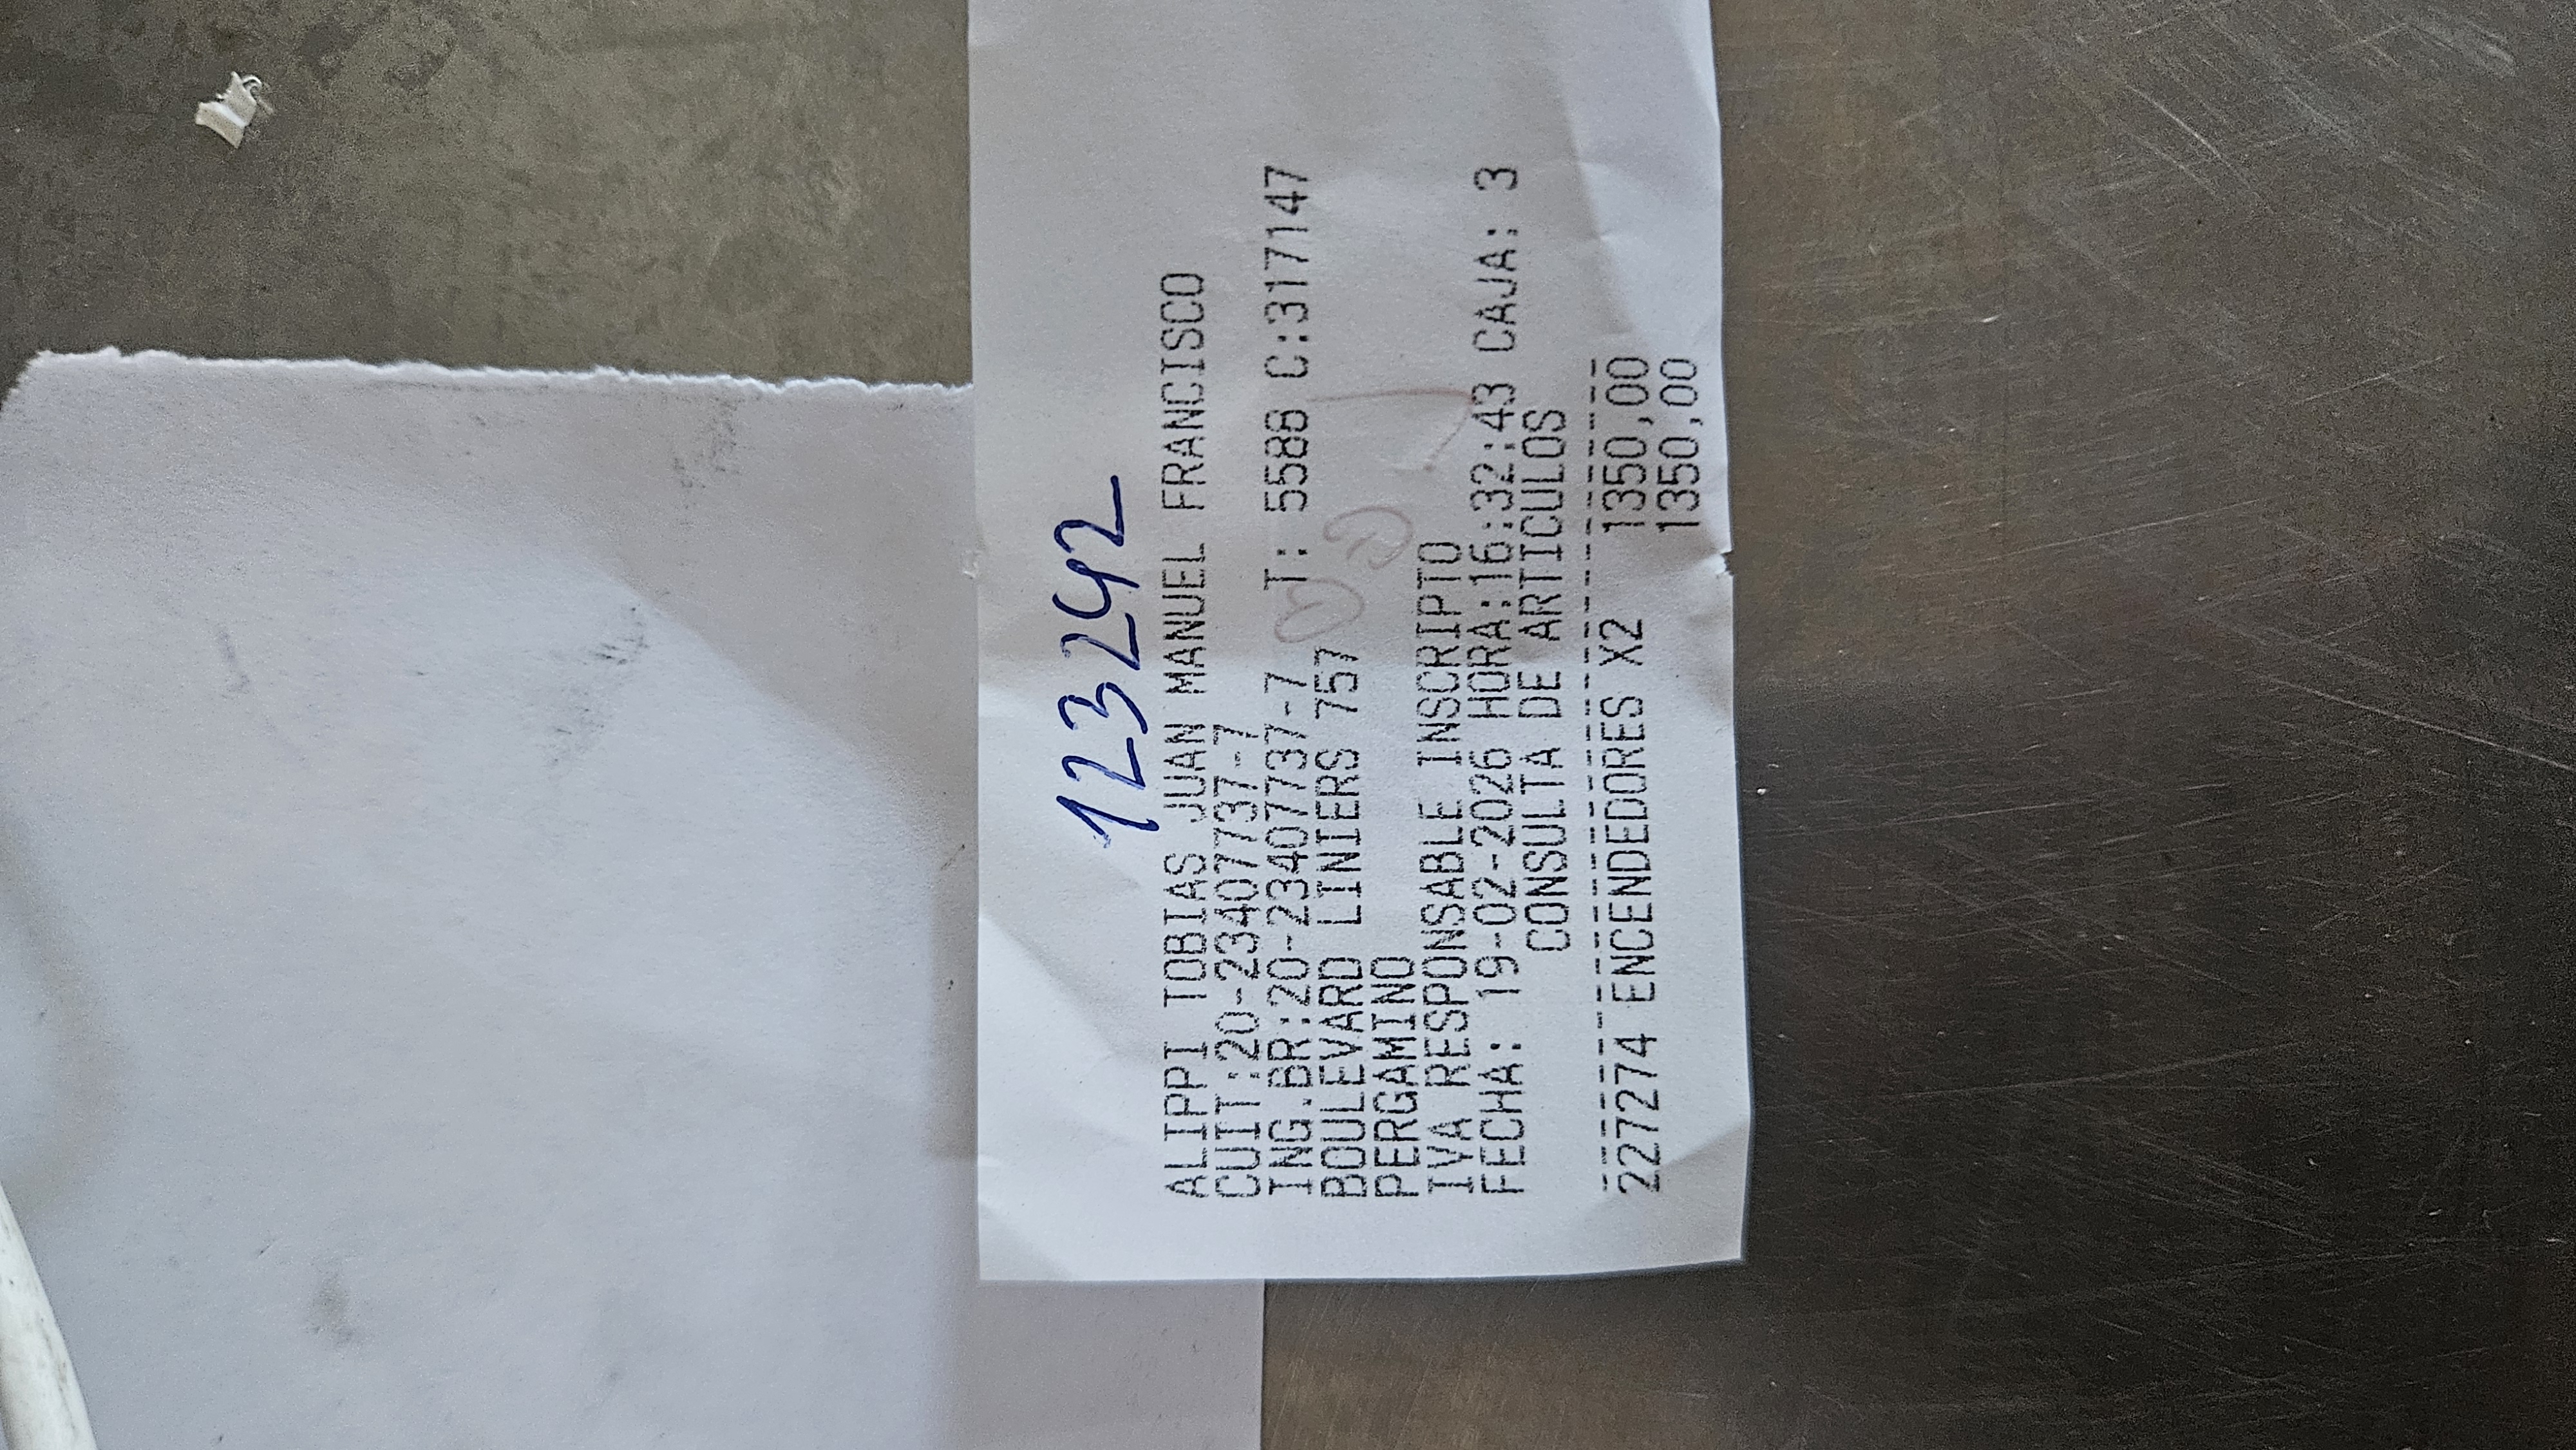 123242
ALIPPI TOBIAS JUAN MANUEL FRANCISCO
CUIT:20-23407737-7
ING.BR:20-23407737-7 T: 5588 C:317147
BOULEVARD LINIERS 757
PERGAMINO
IVA RESPONSABLE INSCRIPTO
FECHA: 19-02-2026 HORA:16:32:43 CAJA: 3
CONSULTA DE ARTICULOS
227274 ENCENDEDORES X2 1350,00
1350,00